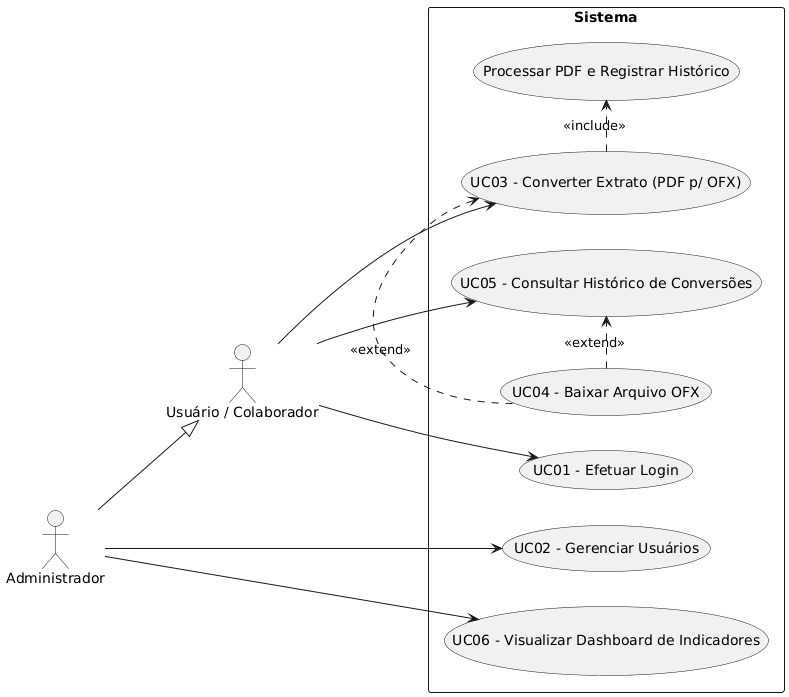 Sistema
Processar PDF e Registrar Histórico
«include»
UC03 - Converter Extrato (PDF p/ OFX)
UC05 - Consultar Histórico de Conversões
«extend»
«extend»
UC04 - Baixar Arquivo OFX
Usuário / Colaborador
UC01 - Efetuar Login
UC02 - Gerenciar Usuários
Administrador
UC06 - Visualizar Dashboard de Indicadores